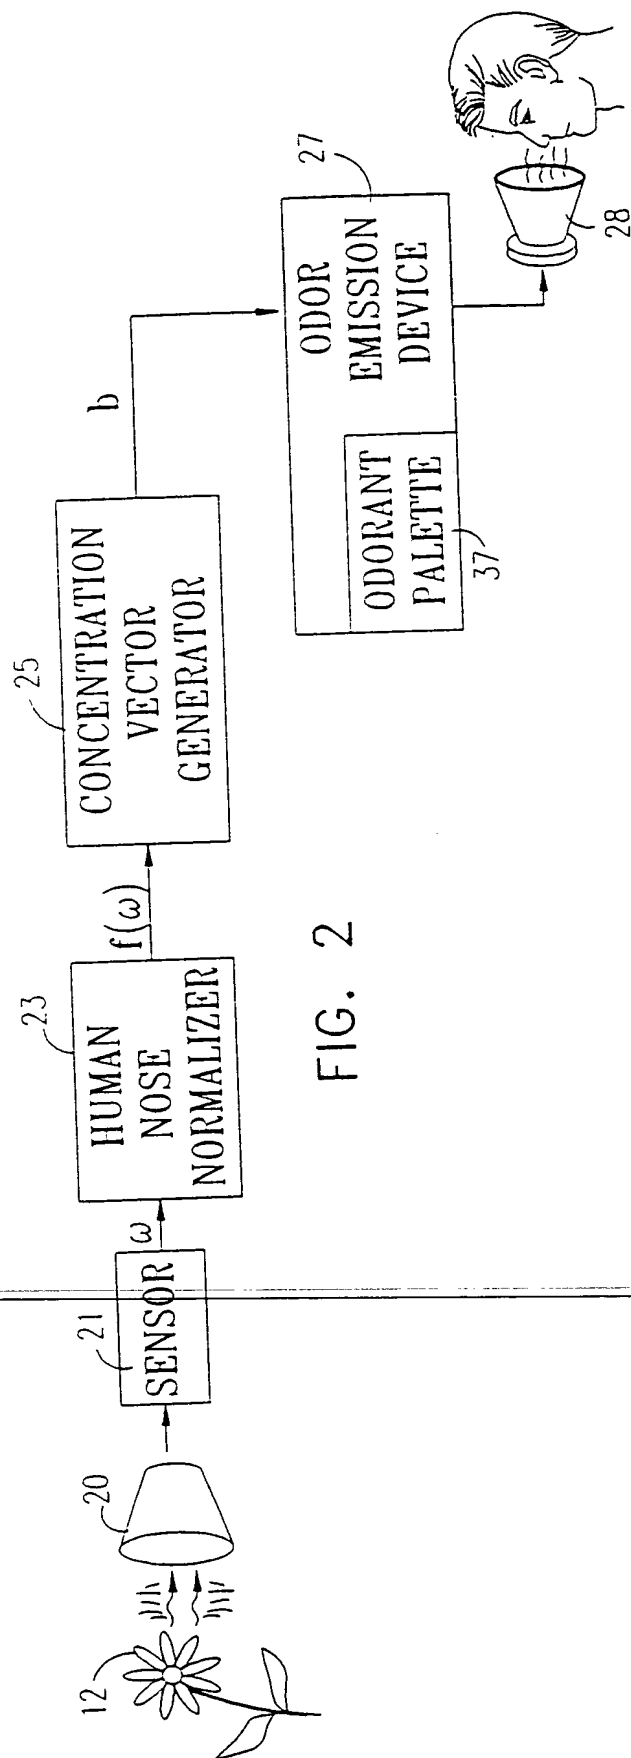 12
20
21
SENSOR
ω
23
HUMAN
NOSE
NORMALIZER
f(ω)
25
CONCENTRATION
VECTOR
GENERATOR
b
27
ODOR
EMISSION
DEVICE
ODORANT
PALETTE
37
28
FIG. 2